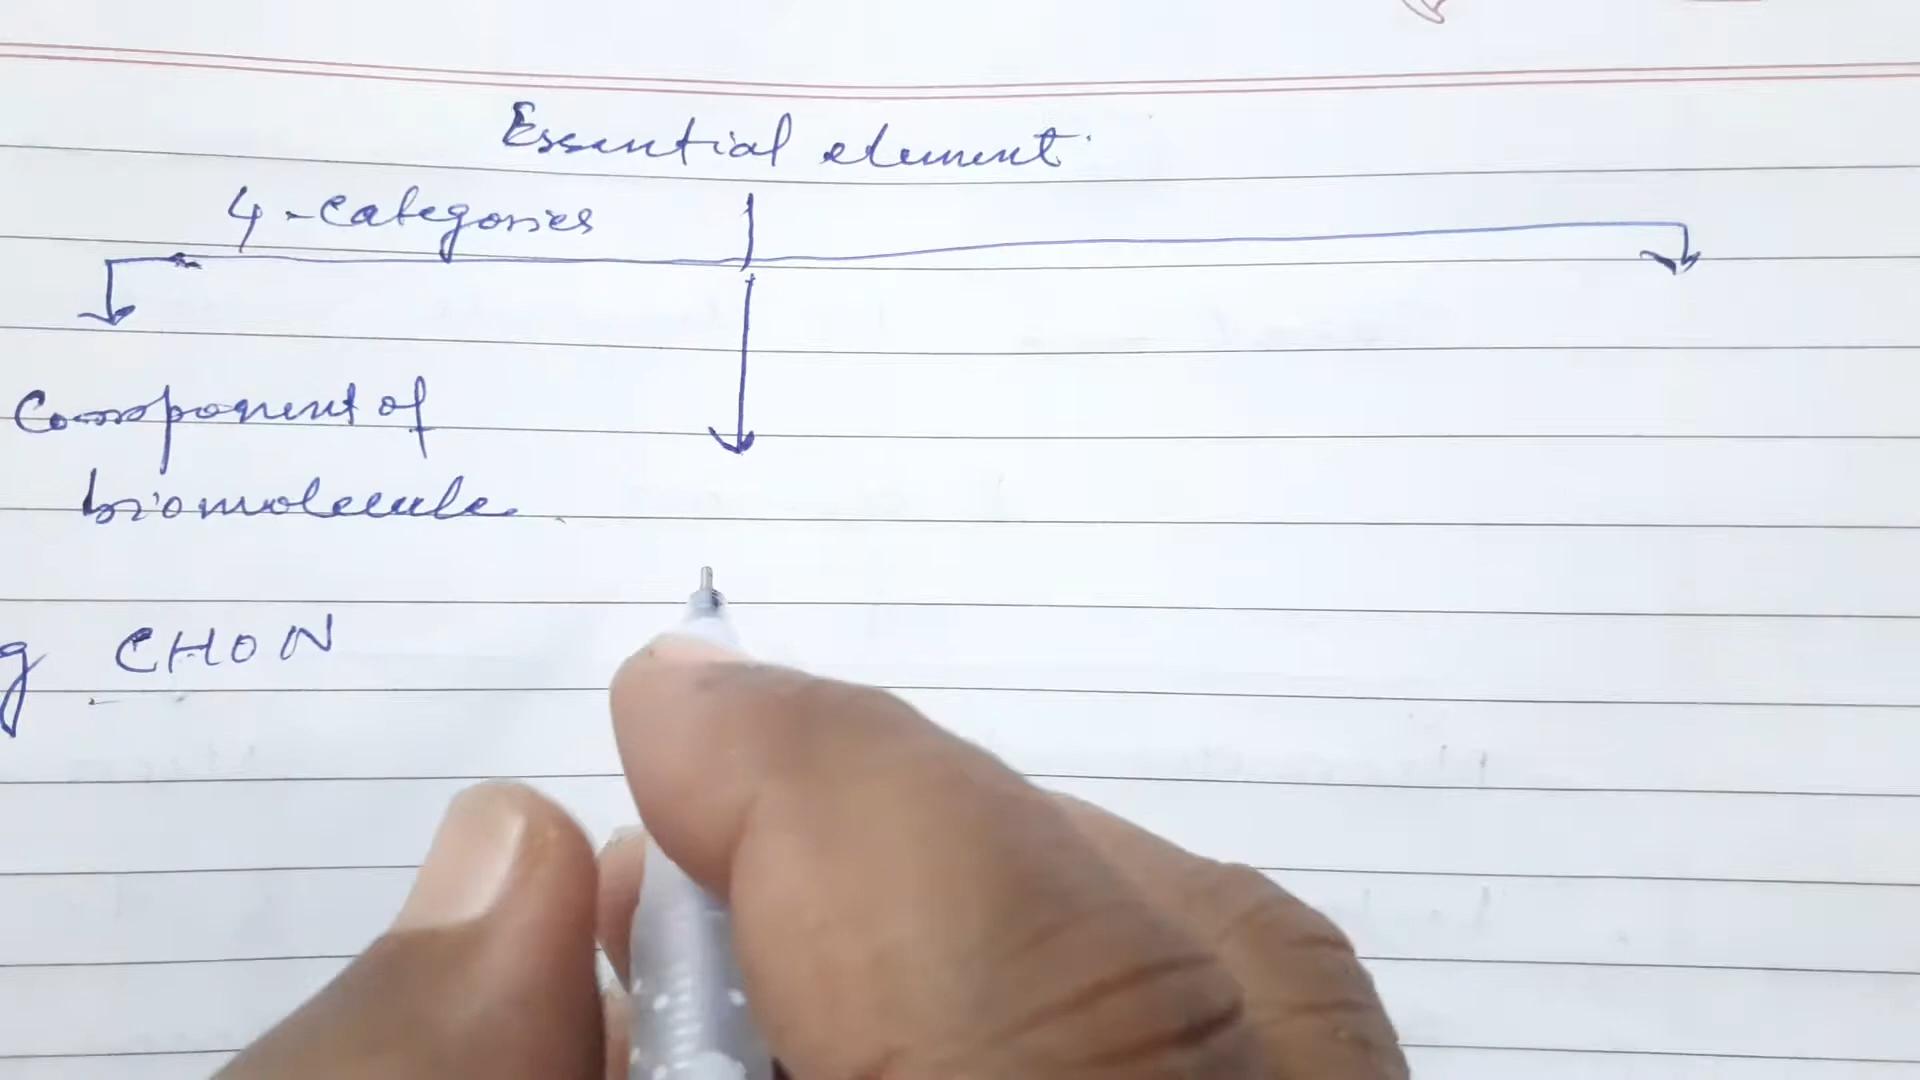 Essential element
4-categories
Component of
biomolecule
g CHON